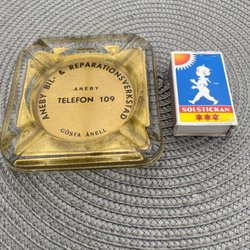 ANEBY BIL- & REPARATIONSVERKSTAD
ANEBY
TELEFON 109
GÖSTA ÅNELL
SOLSTICKAN